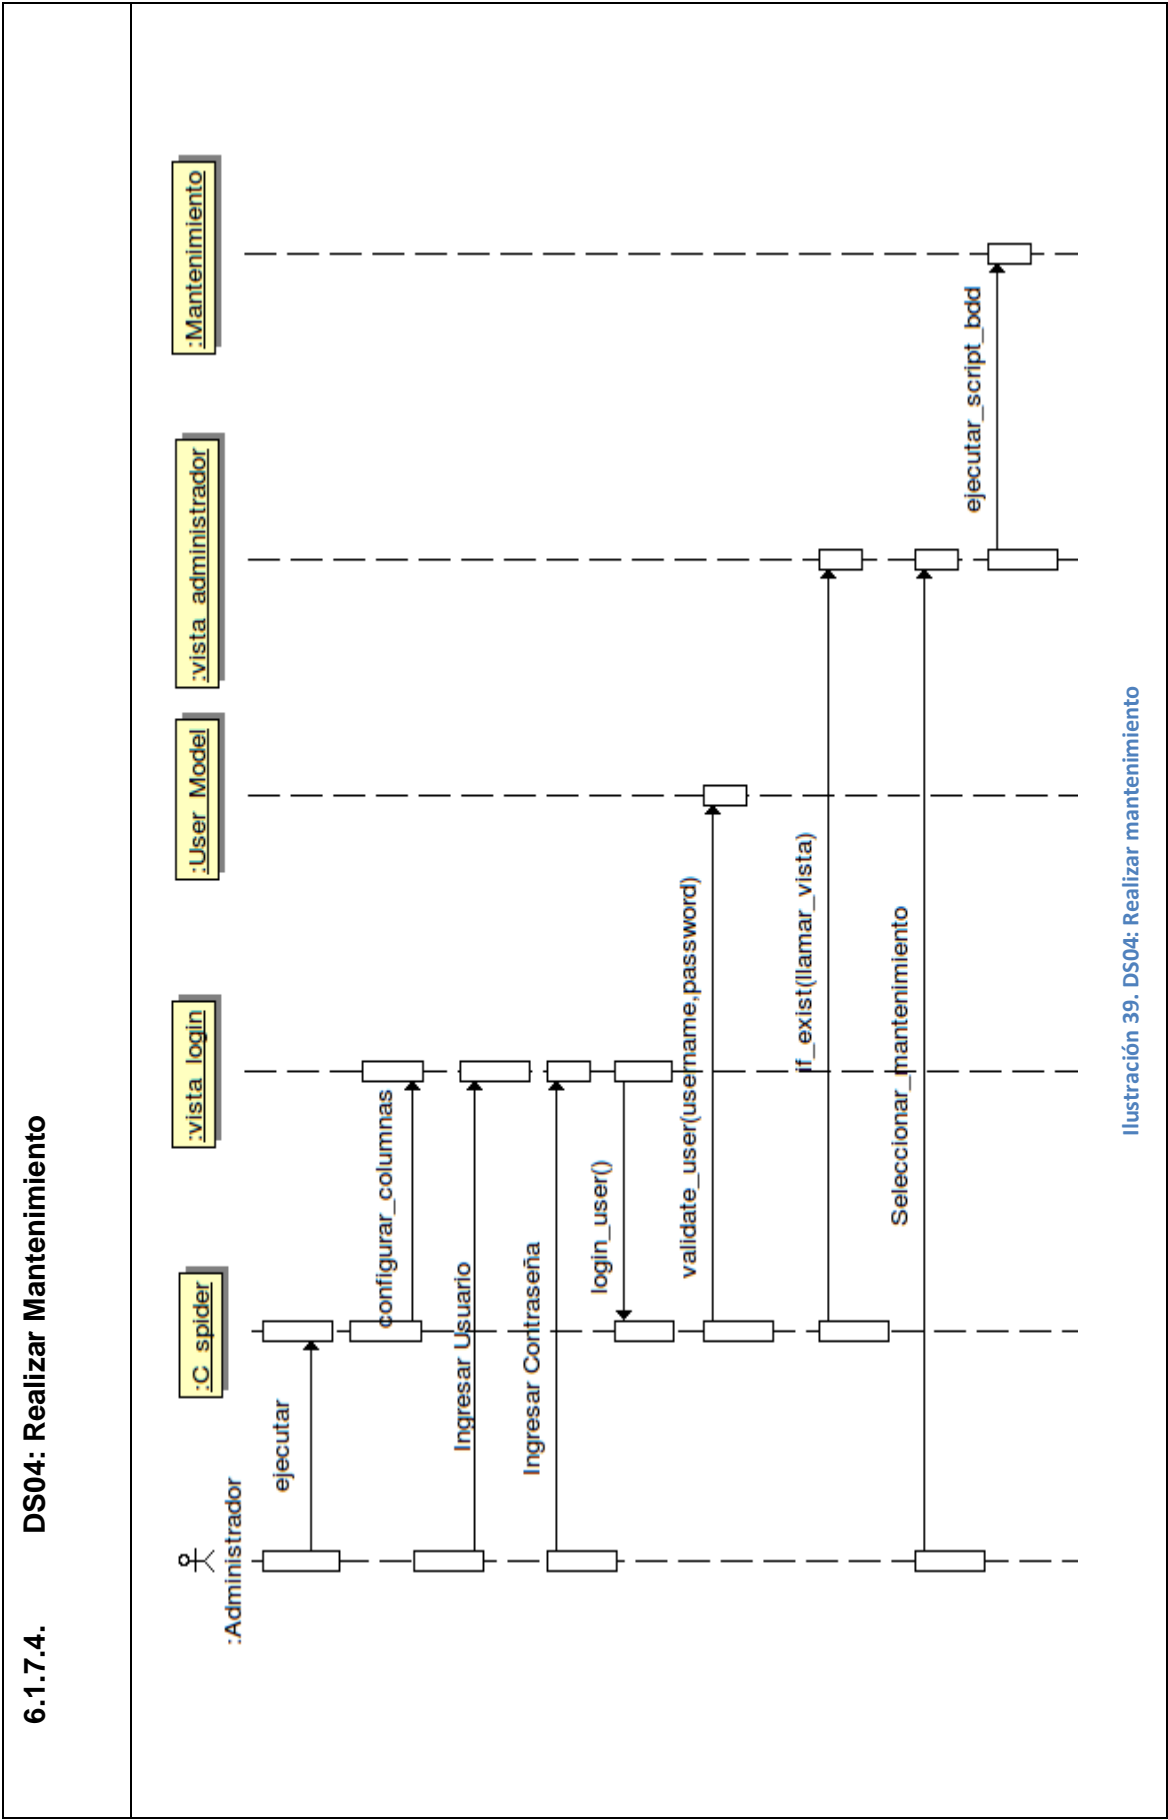 6.1.7.4. DS04: Realizar Mantenimiento
:Administrador
:C_spider
:vista_login
:User_Model
:vista_administrador
:Mantenimiento
ejecutar
configurar_columnas
Ingresar Usuario
Ingresar Contraseña
login_user()
validate_user(username,password)
if_exist(llamar_vista)
Seleccionar_mantenimiento
ejecutar_script_bdd
Ilustración 39. DS04: Realizar mantenimiento